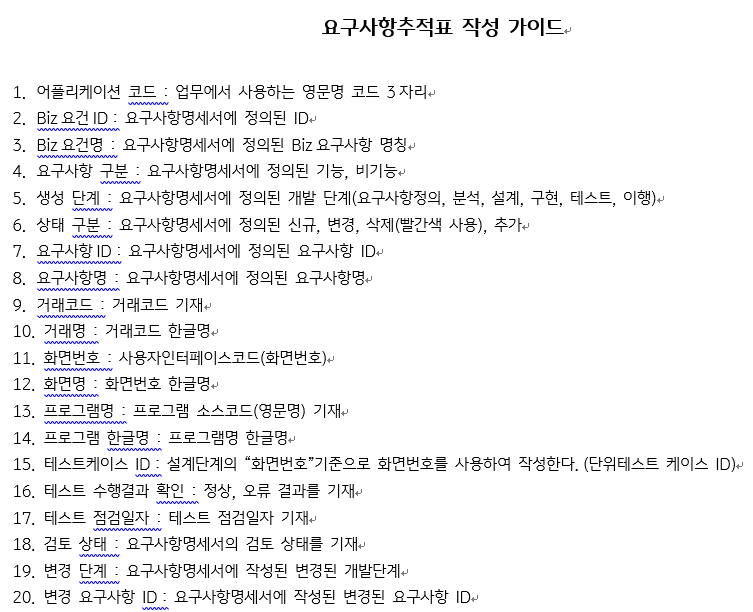 요구사항추적표 작성 가이드
1. 어플리케이션 코드 : 업무에서 사용하는 영문명 코드 3자리
2. Biz요건ID : 요구사항명세서에 정의된 ID
3. Biz요건명 : 요구사항명세서에 정의된 Biz요구사항 명칭
4. 요구사항 구분 : 요구사항명세서에 정의된 기능, 비기능
5. 생성 단계 : 요구사항명세서에 정의된 개발 단계(요구사항정의, 분석, 설계, 구현, 테스트, 이행)
6. 상태 구분 : 요구사항명세서에 정의된 신규, 변경, 삭제(빨간색 사용), 추가
7. 요구사항ID : 요구사항명세서에 정의된 요구사항 ID
8. 요구사항명 : 요구사항명세서에 정의된 요구사항명
9. 거래코드 : 거래코드 기재
10. 거래명 : 거래코드 한글명
11. 화면번호 : 사용자인터페이스코드(화면번호)
12. 화면명 : 화면번호 한글명
13. 프로그램명 : 프로그램 소스코드(영문명) 기재
14. 프로그램 한글명 : 프로그램명 한글명
15. 테스트케이스 ID : 설계단계의 “화면번호”기준으로 화면번호를 사용하여 작성한다. (단위테스트 케이스 ID)
16. 테스트 수행결과 확인 : 정상, 오류 결과를 기재
17. 테스트 점검일자 : 테스트 점검일자 기재
18. 검토 상태 : 요구사항명세서의 검토 상태를 기재
19. 변경 단계 : 요구사항명세서에 작성된 변경된 개발단계
20. 변경 요구사항 ID : 요구사항명세서에 작성된 변경된 요구사항 ID